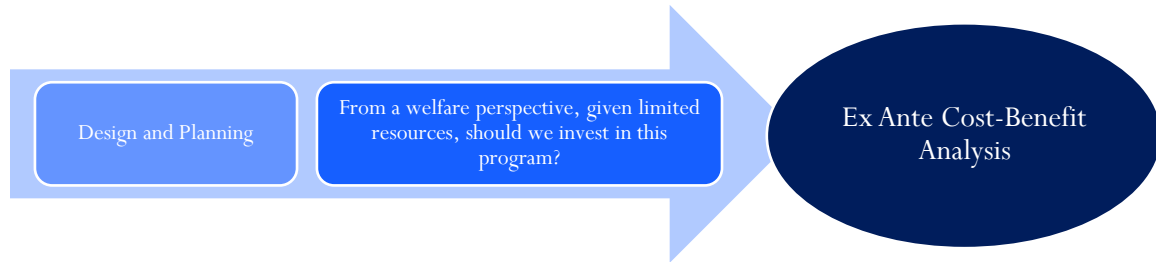 Design and Planning
From a welfare perspective, given limited
resources, should we invest in this
program?
Ex Ante Cost-Benefit
Analysis